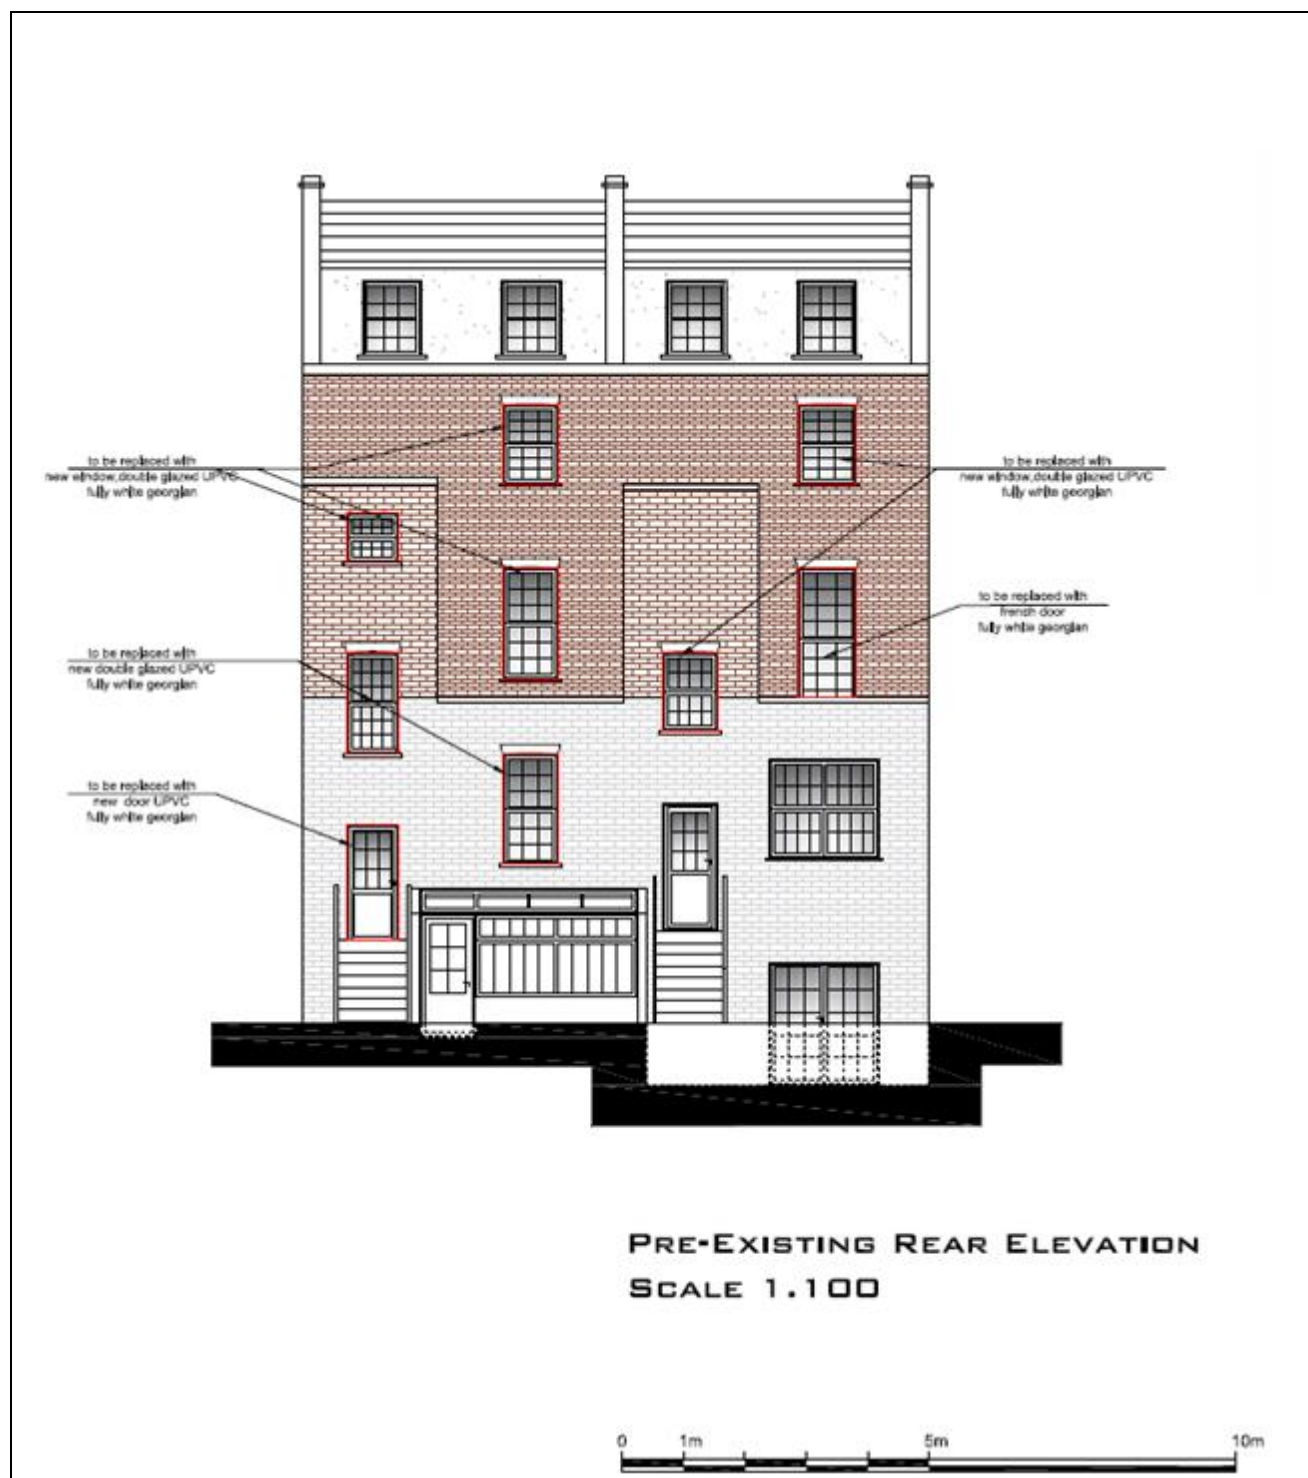 to be replaced with
new window,double glazed UPVC
fully white georgian
to be replaced with
new window,double glazed UPVC
fully white georgian
to be replaced with
frensh door
fully white georgian
to be replaced with
new double glazed UPVC
fully white georgian
to be replaced with
new door UPVC
fully white georgian
PRE-EXISTING REAR ELEVATION
SCALE 1.100
0 1m 5m 10m